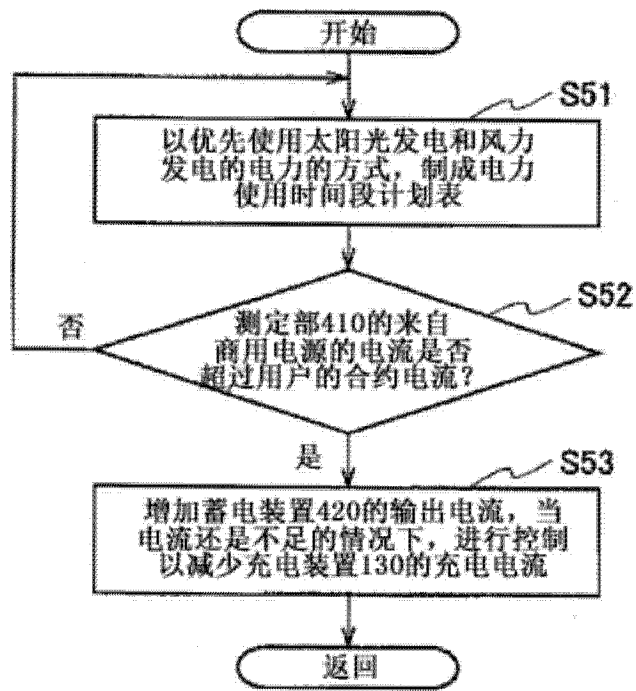 开始
S51
以优先使用太阳光发电和风力
发电的电力的方式，制成电力
使用时间段计划表
S52
否
测定部410的来自
商用电源的电流是否
超过用户的合约电流？
是
S53
增加蓄电装置420的输出电流，当
电流还是不足的情况下，进行控制
以减少充电装置130的充电电流
返回